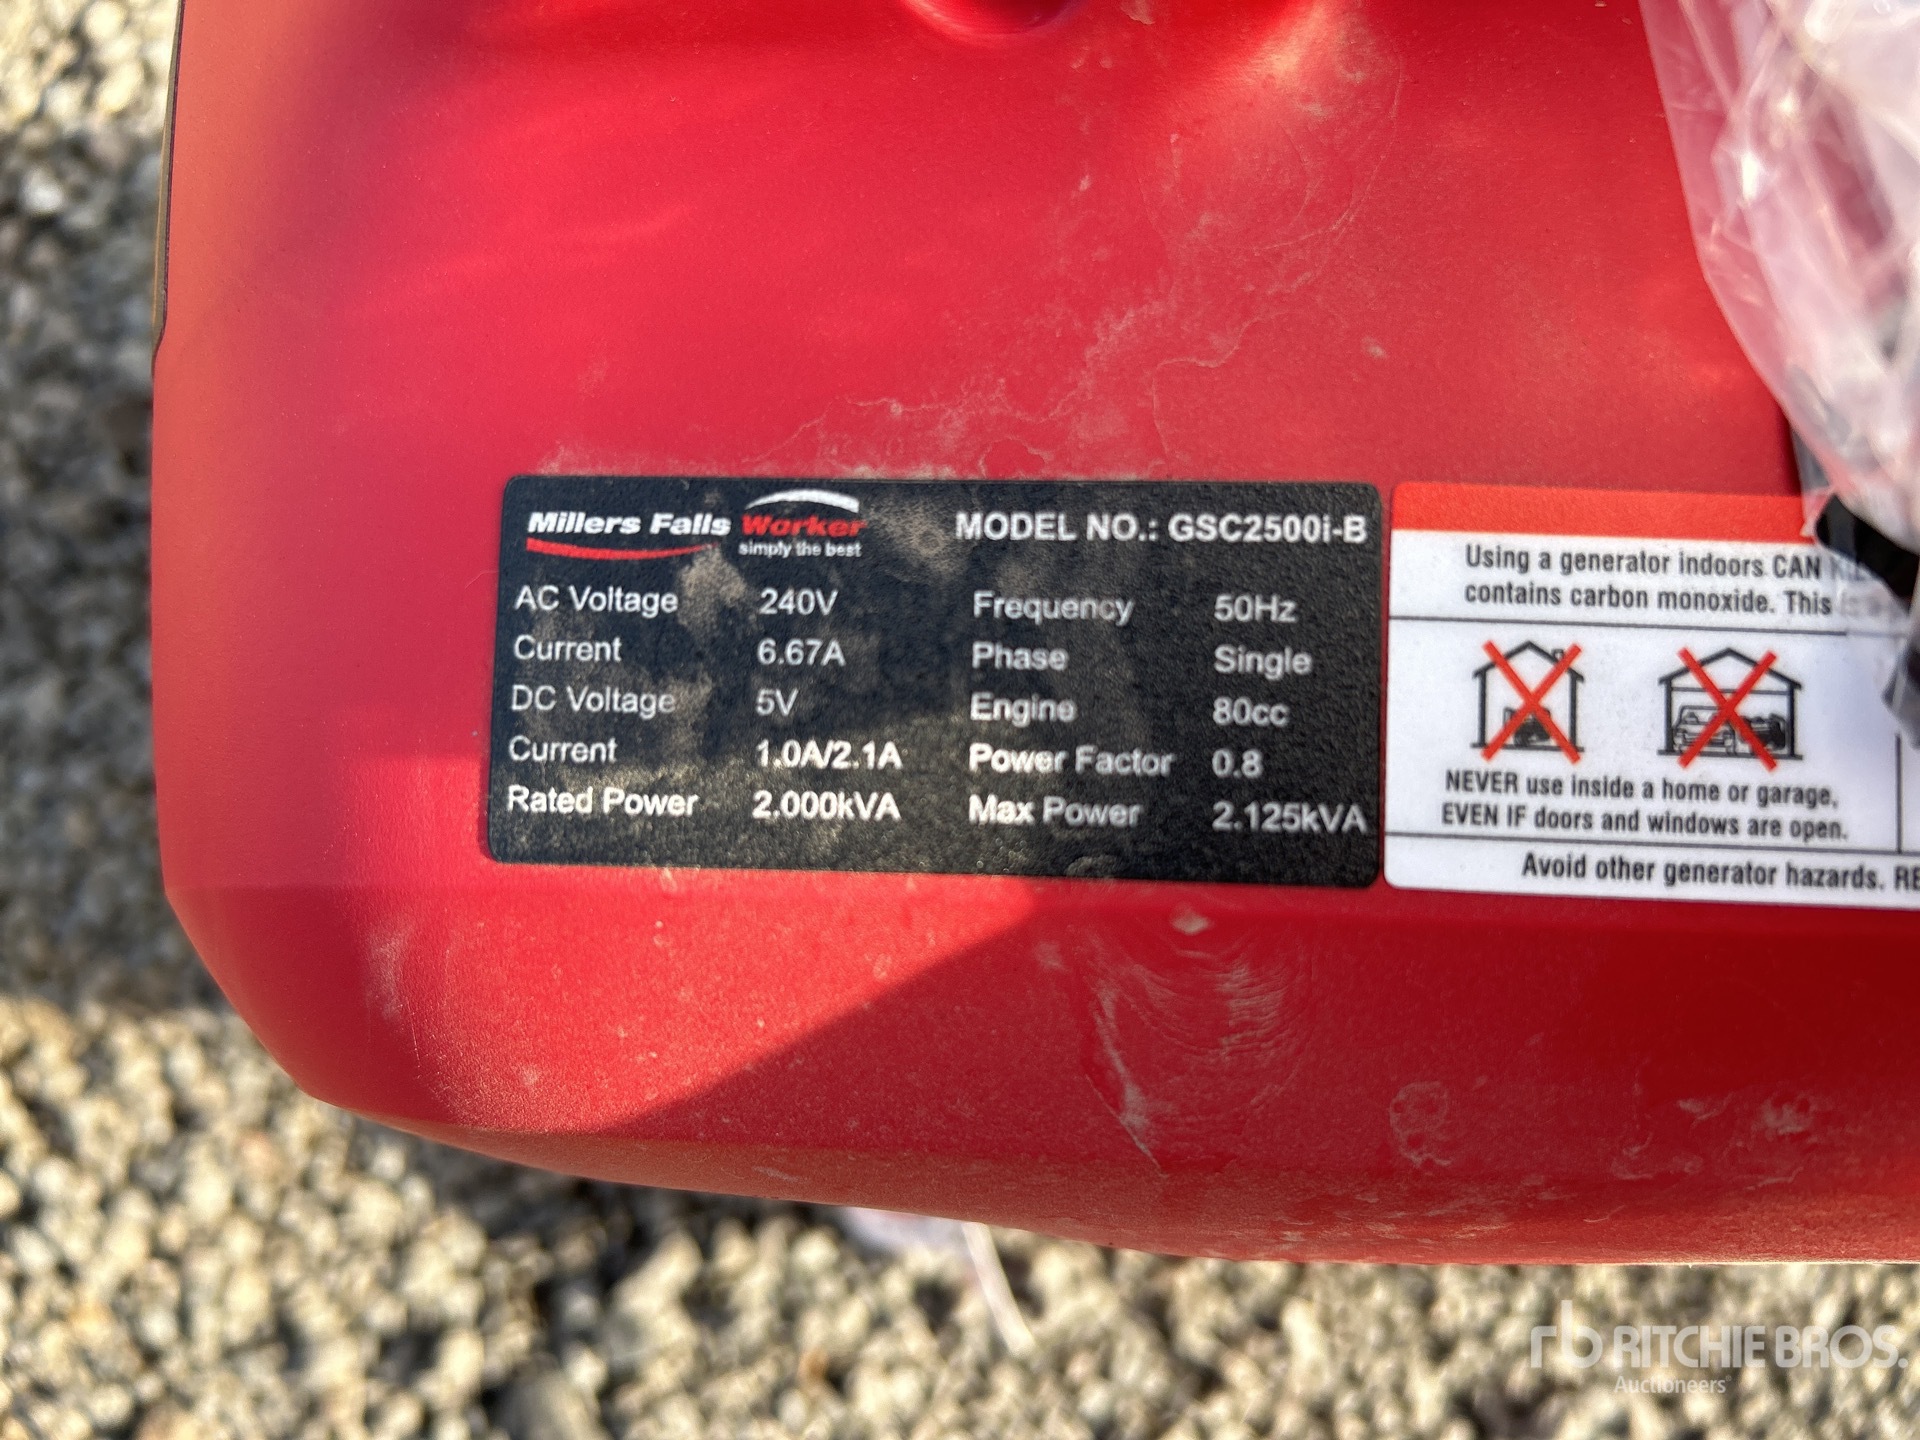 Millers Falls Worker
simply the best
MODEL NO.: GSC2500i-B
AC Voltage 240V Frequency 50Hz
Current 6.67A Phase Single
DC Voltage 5V Engine 80cc
Current 1.0A/2.1A Power Factor 0.8
Rated Power 2.000kVA Max Power 2.125kVA
Using a generator indoors CAN
contains carbon monoxide. This
NEVER use inside a home or garage,
EVEN IF doors and windows are open.
Avoid other generator hazards.
rb RITCHIE BROS.
Auctioneers